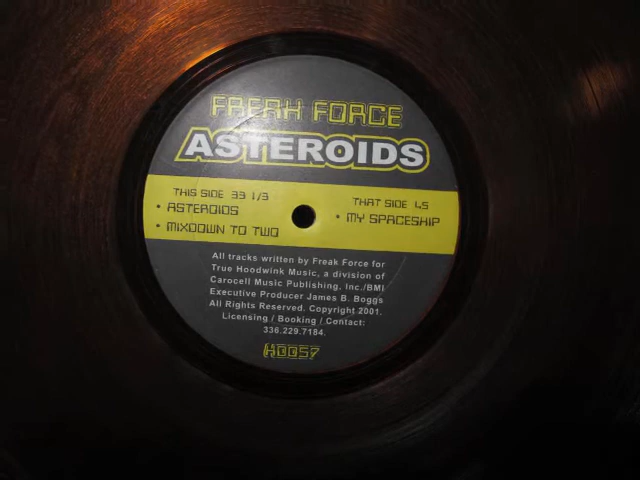 FREAK FORCE
ASTEROIDS
THIS SIDE 33 1/3
• ASTEROIDS
• MIXDOWN TO TWO
THAT SIDE 45
• MY SPACESHIP
All tracks written by Freak Force for
True Hoodwink Music, a division of
Carocell Music Publishing, Inc./BMI
Executive Producer James B. Boggs
All Rights Reserved. Copyright 2001.
Licensing / Booking / Contact:
336.229.7184.
HD057